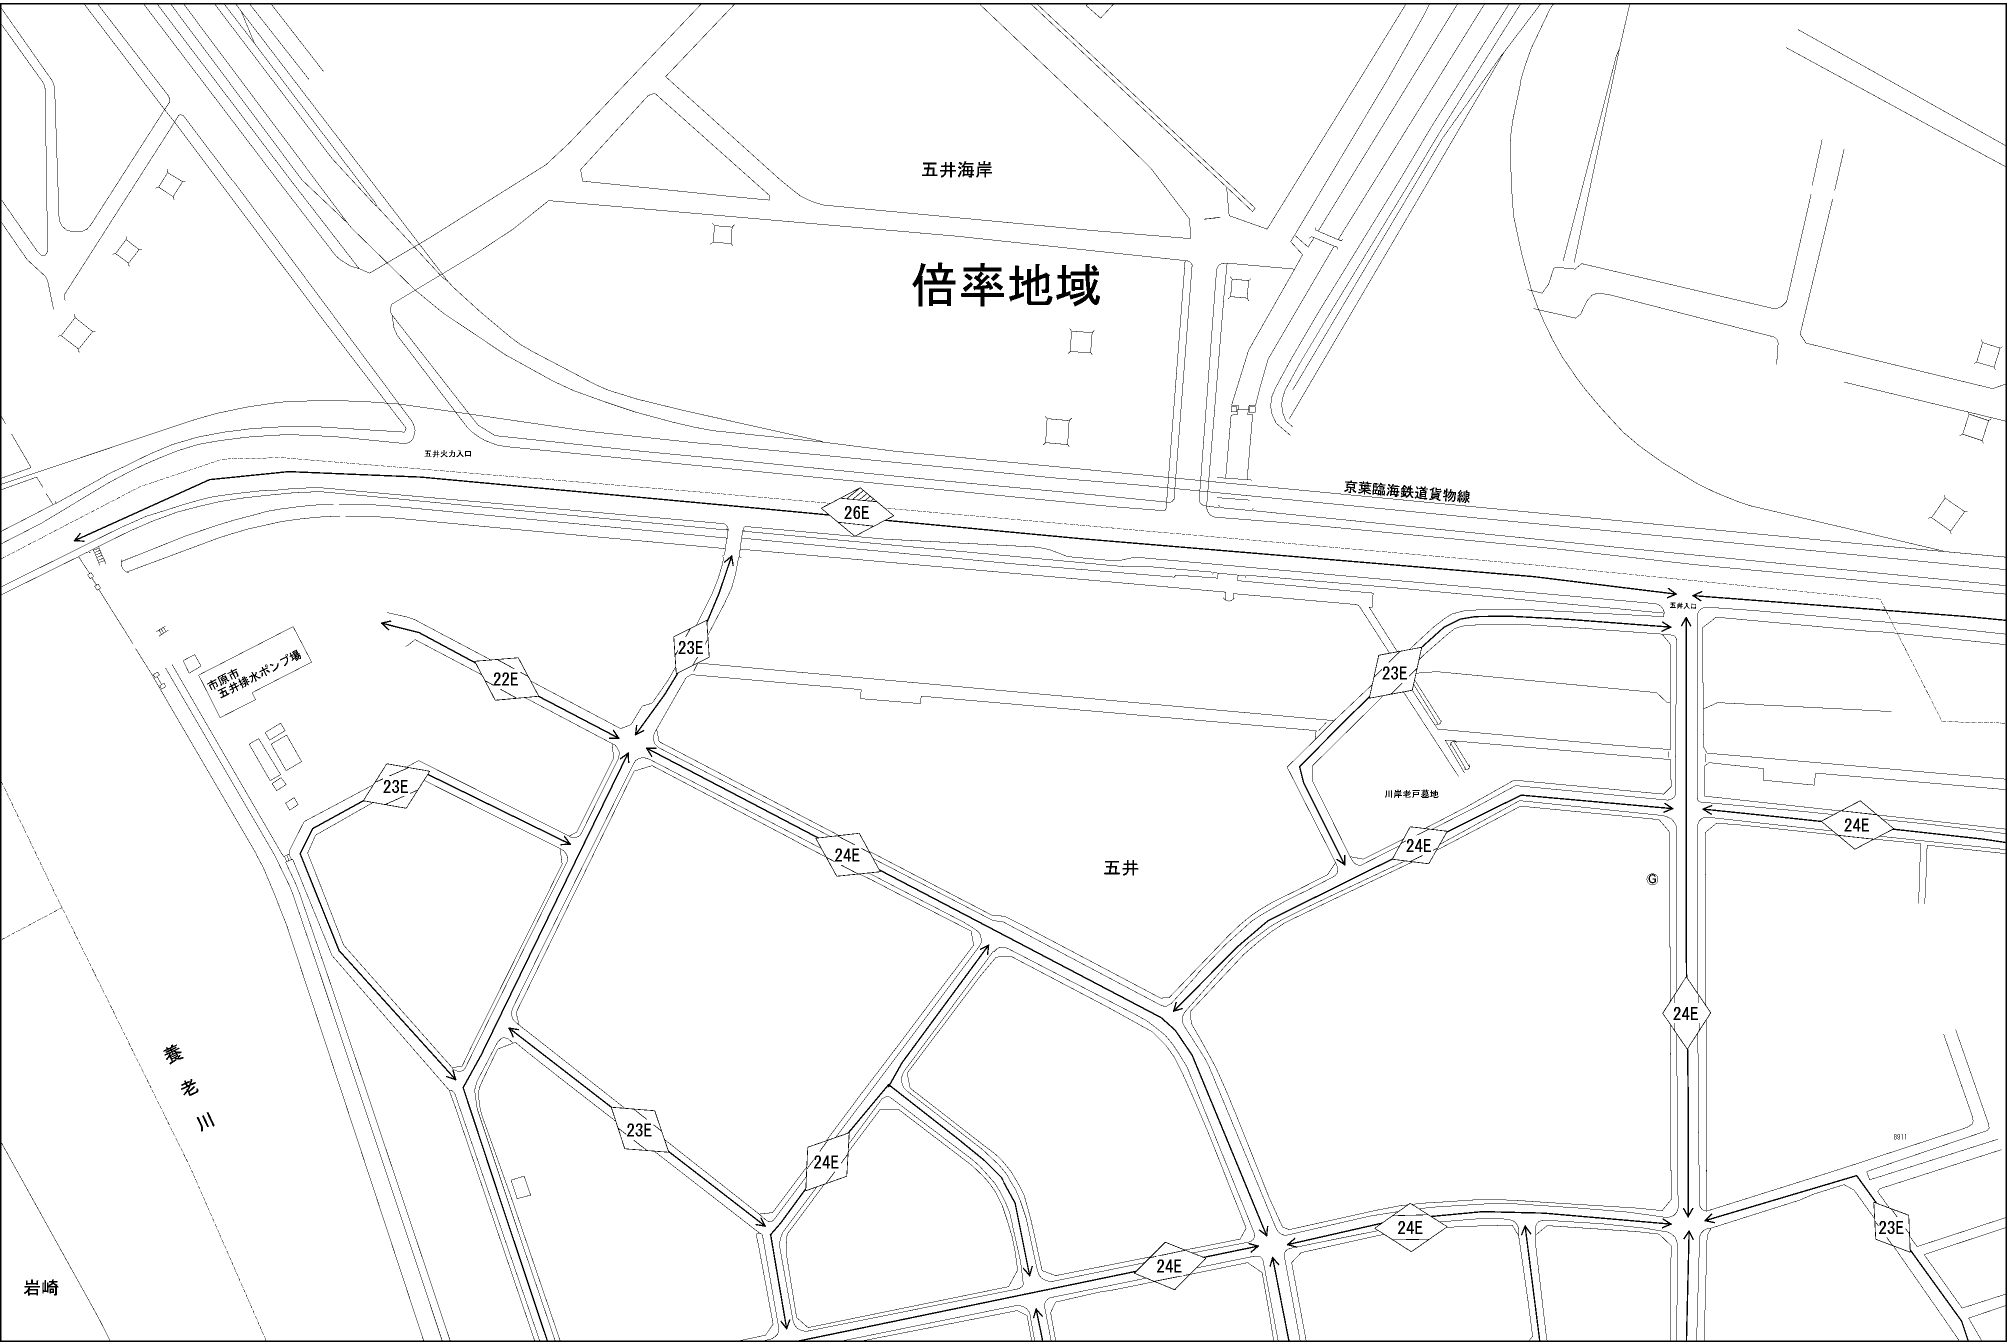 五井海岸
倍率地域
五井火力入口
京葉臨海鉄道貨物線
26E
五井入口
23E
22E
23E
市原市
五井排水ポンプ場
23E
川岸老戸墓地
24E
24E
24E
五井
G
24E
養老川
23E
24E
8911
24E
23E
24E
岩崎